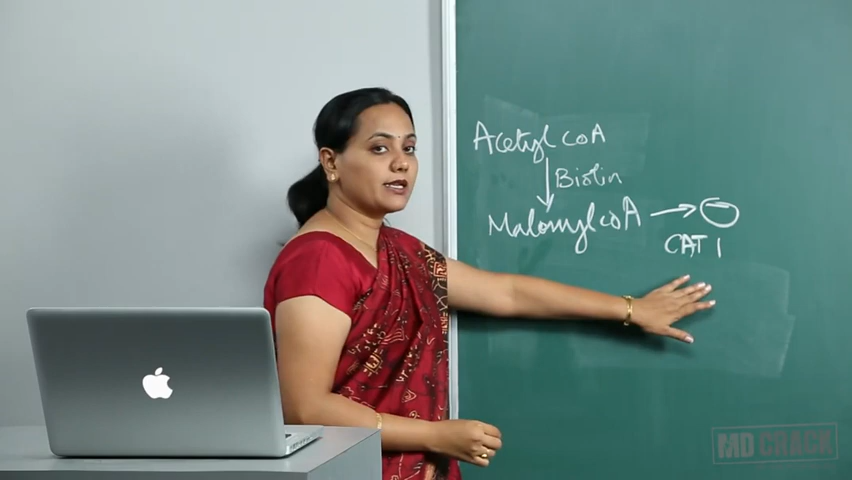 Acetyl CoA
Biotin
Malonyl CoA → ⊖
CAT 1
MD CRACK